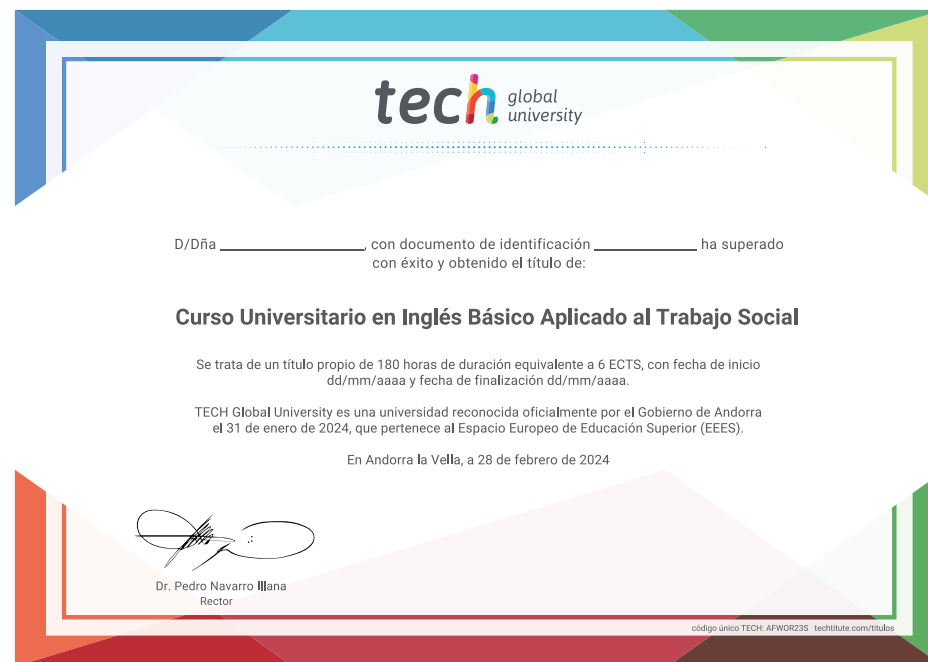 tech global university
D/Dña ________________, con documento de identificación ____________ ha superado
con éxito y obtenido el título de:
Curso Universitario en Inglés Básico Aplicado al Trabajo Social
Se trata de un título propio de 180 horas de duración equivalente a 6 ECTS, con fecha de inicio
dd/mm/aaaa y fecha de finalización dd/mm/aaaa.
TECH Global University es una universidad reconocida oficialmente por el Gobierno de Andorra
el 31 de enero de 2024, que pertenece al Espacio Europeo de Educación Superior (EEES).
En Andorra la Vella, a 28 de febrero de 2024
Dr. Pedro Navarro Illana
Rector
código único TECH: AFWOR23S techtitute.com/titulos